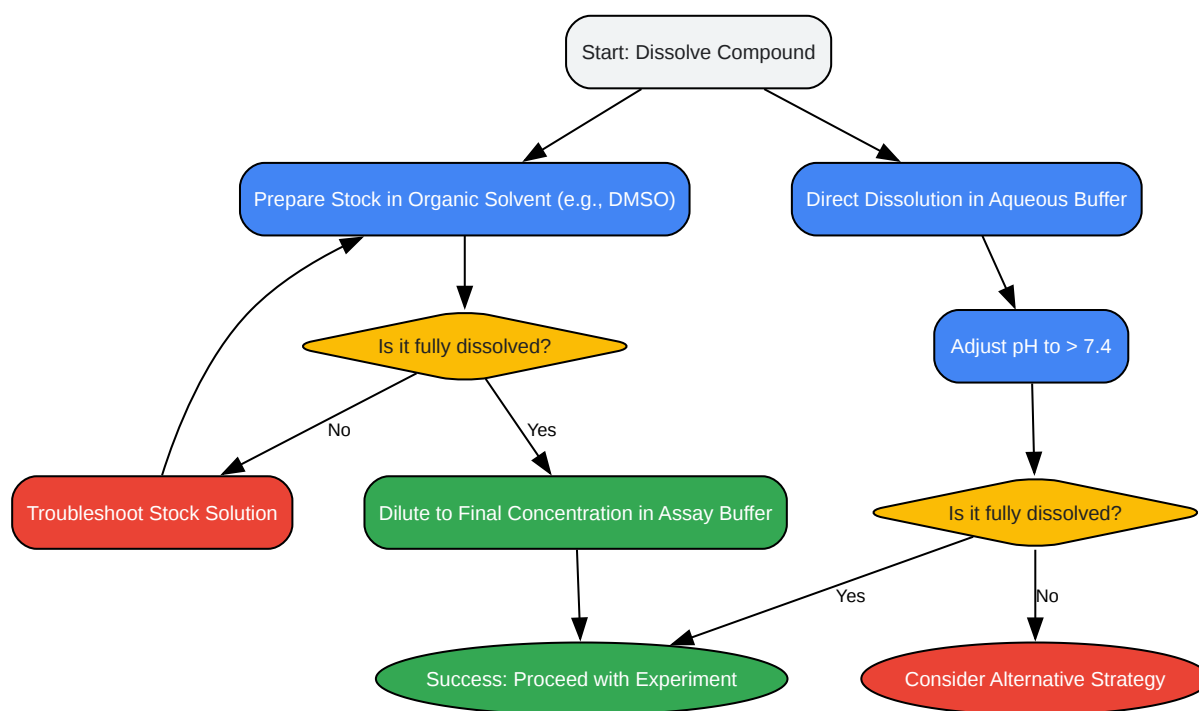 Start: Dissolve Compound
Prepare Stock in Organic Solvent (e.g., DMSO)
Direct Dissolution in Aqueous Buffer
Is it fully dissolved?
Adjust pH to > 7.4
No
Yes
Troubleshoot Stock Solution
Dilute to Final Concentration in Assay Buffer
Is it fully dissolved?
Yes
No
Success: Proceed with Experiment
Consider Alternative Strategy